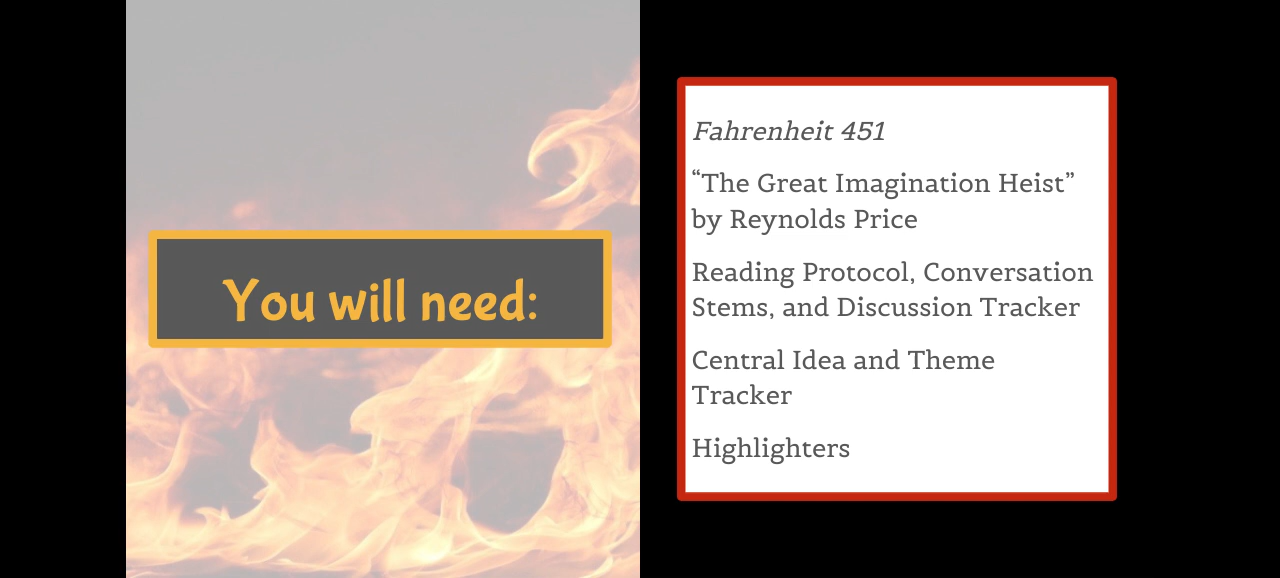 You will need:
Fahrenheit 451
“The Great Imagination Heist”
by Reynolds Price
Reading Protocol, Conversation
Stems, and Discussion Tracker
Central Idea and Theme
Tracker
Highlighters